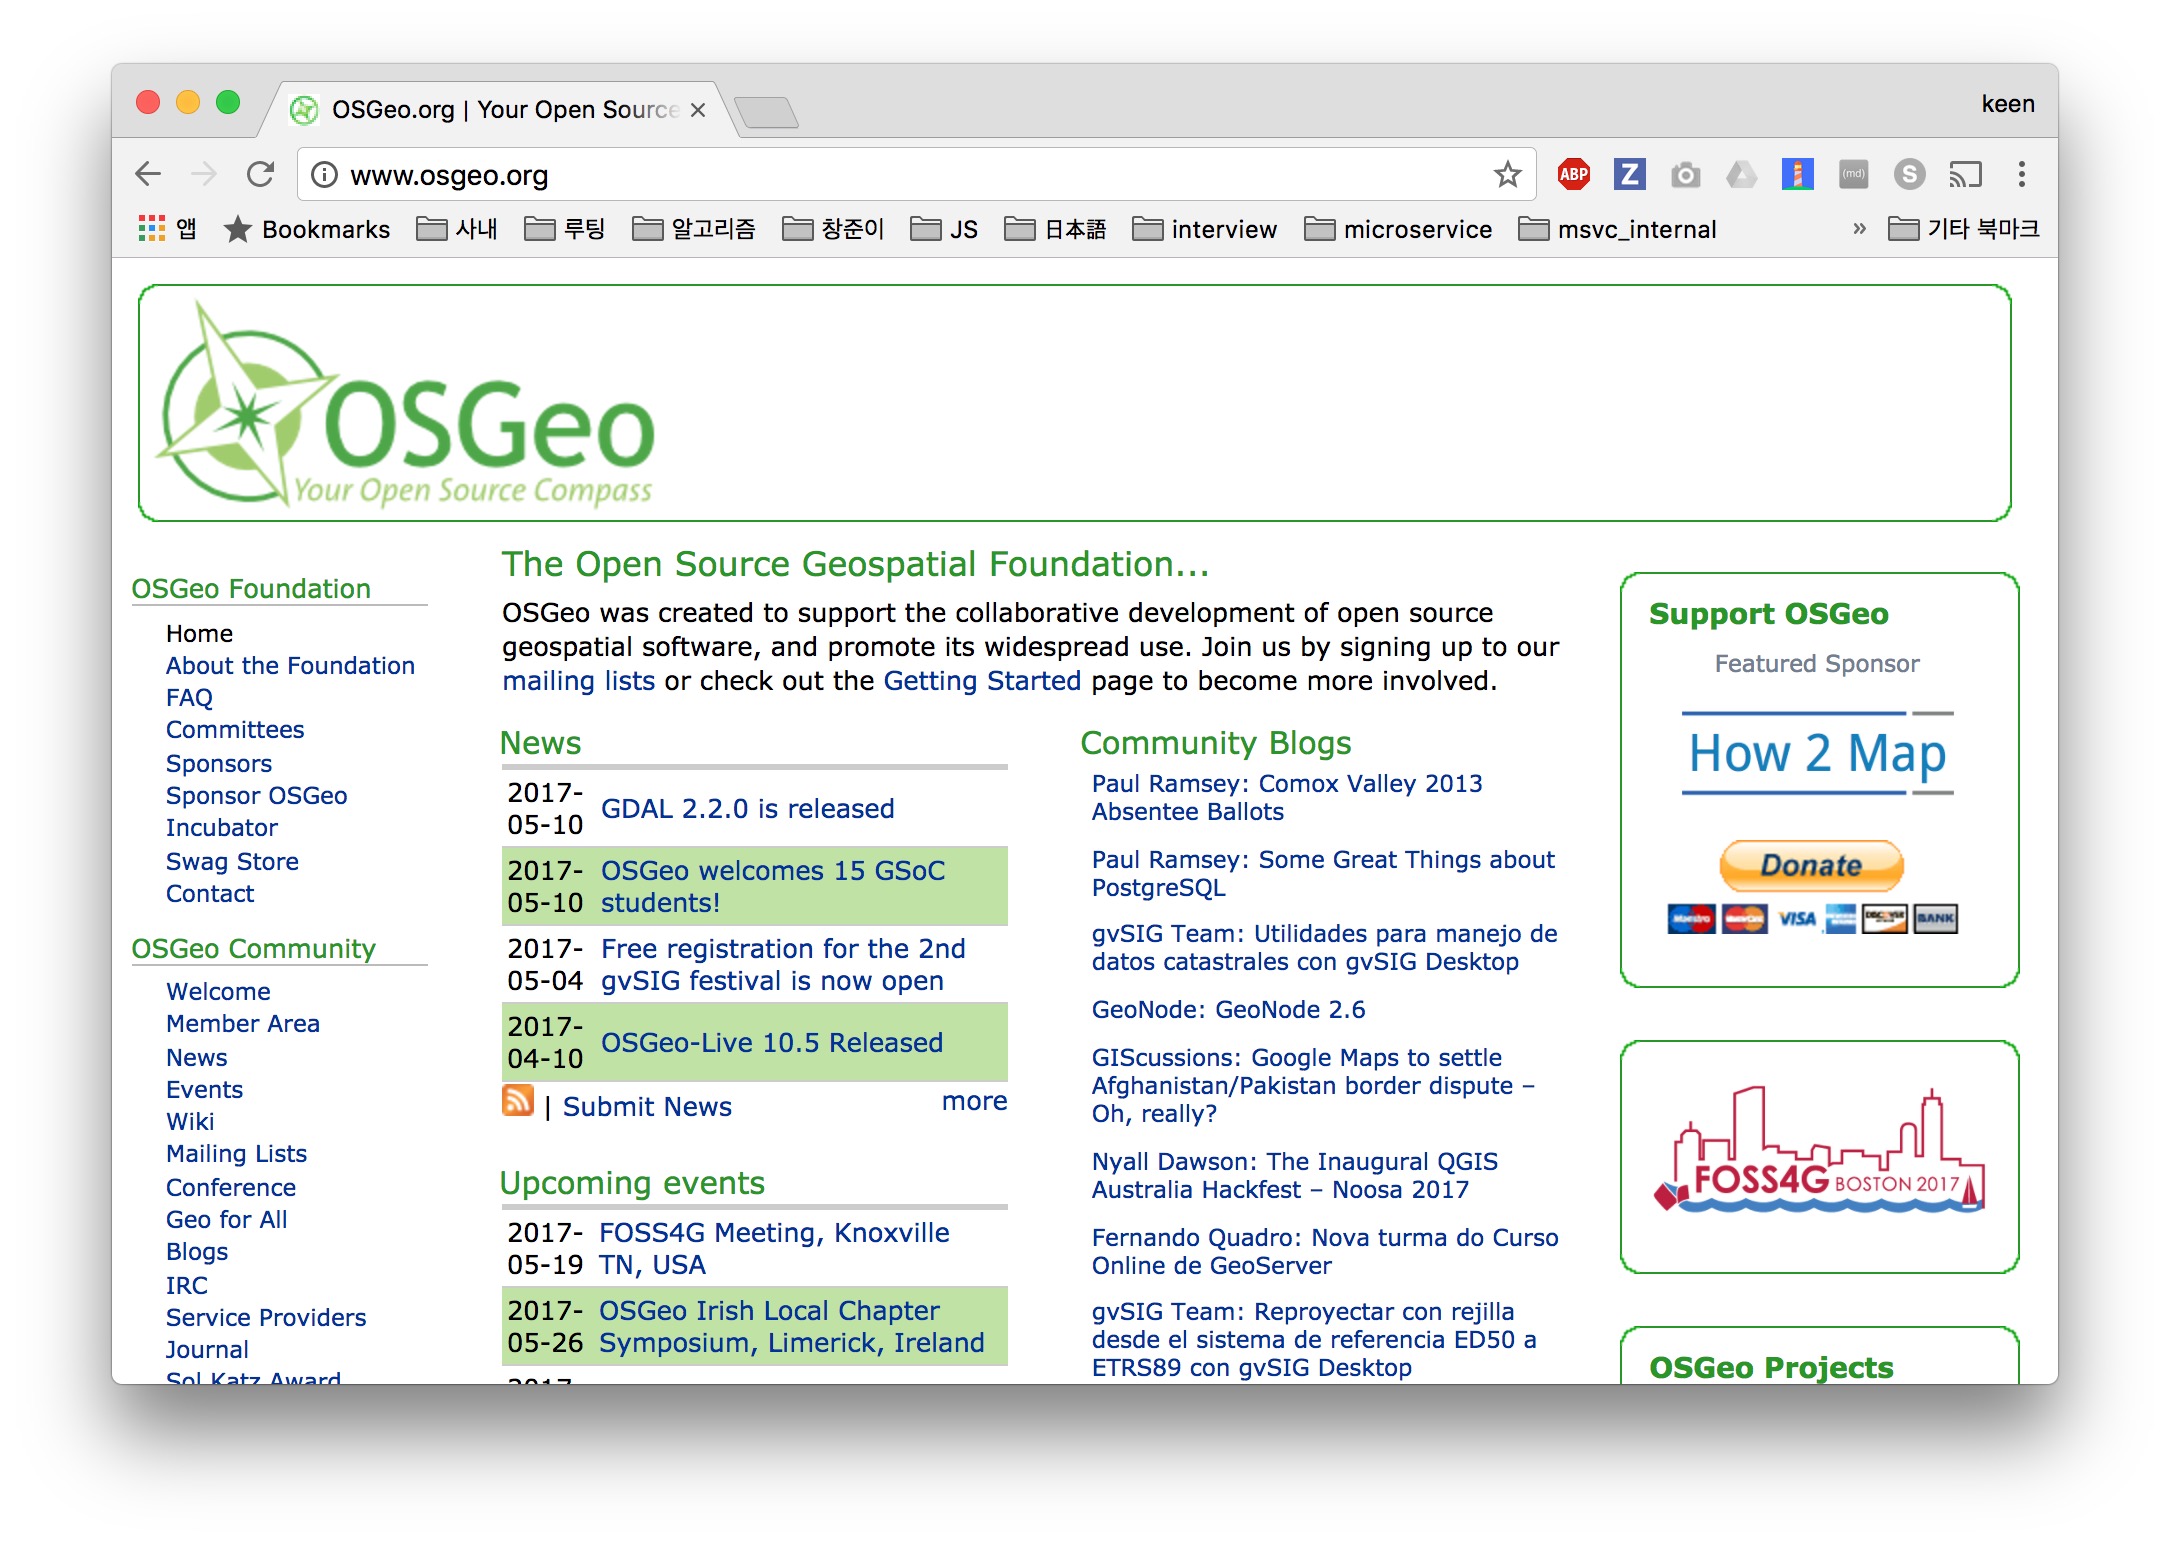 OSGeo.org | Your Open Source
keen
www.osgeo.org
ABP
Z
(md)
S
앱 Bookmarks 사내 루팅 알고리즘 창준이 JS 日本語 interview microservice msvc_internal » 기타 북마크
OSGeo
Your Open Source Compass
OSGeo Foundation
Home
About the Foundation
FAQ
Committees
Sponsors
Sponsor OSGeo
Incubator
Swag Store
Contact
OSGeo Community
Welcome
Member Area
News
Events
Wiki
Mailing Lists
Conference
Geo for All
Blogs
IRC
Service Providers
Journal
Sol Katz Award
The Open Source Geospatial Foundation...
OSGeo was created to support the collaborative development of open source
geospatial software, and promote its widespread use. Join us by signing up to our
mailing lists or check out the Getting Started page to become more involved.
News
2017-
05-10
GDAL 2.2.0 is released
2017-
05-10
OSGeo welcomes 15 GSoC
students!
2017-
05-04
Free registration for the 2nd
gvSIG festival is now open
2017-
04-10
OSGeo-Live 10.5 Released
| Submit News
more
Upcoming events
2017-
05-19
FOSS4G Meeting, Knoxville
TN, USA
2017-
05-26
OSGeo Irish Local Chapter
Symposium, Limerick, Ireland
2017-
Community Blogs
Paul Ramsey: Comox Valley 2013
Absentee Ballots
Paul Ramsey: Some Great Things about
PostgreSQL
gvSIG Team: Utilidades para manejo de
datos catastrales con gvSIG Desktop
GeoNode: GeoNode 2.6
GIScussions: Google Maps to settle
Afghanistan/Pakistan border dispute –
Oh, really?
Nyall Dawson: The Inaugural QGIS
Australia Hackfest – Noosa 2017
Fernando Quadro: Nova turma do Curso
Online de GeoServer
gvSIG Team: Reproyectar con rejilla
desde el sistema de referencia ED50 a
ETRS89 con gvSIG Desktop
Support OSGeo
Featured Sponsor
How 2 Map
Donate
Maestro MasterCard VISA DISCOVER BANK
FOSS4G BOSTON 2017
OSGeo Projects